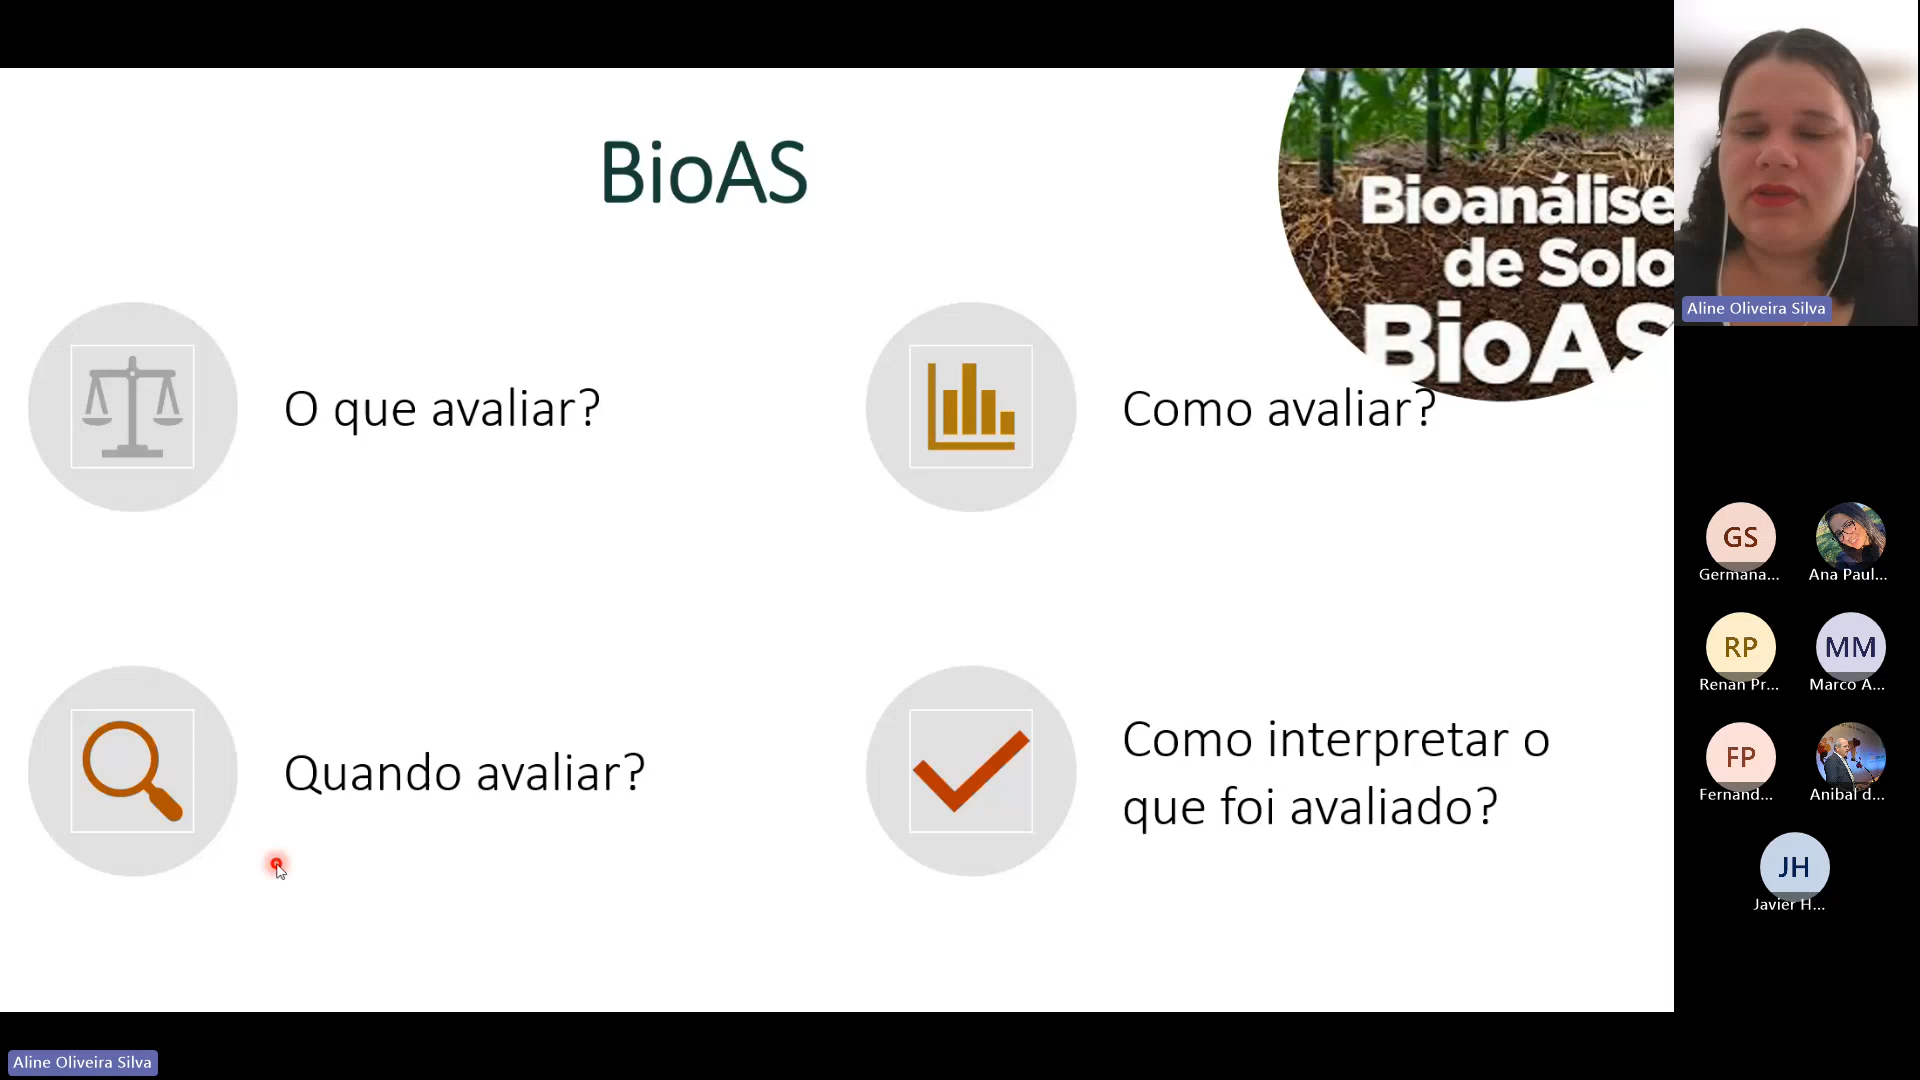 BioAS
Bioanálise
de Solo
BioAS
O que avaliar?
Como avaliar?
Quando avaliar?
Como interpretar o
que foi avaliado?
Aline Oliveira Silva
GS
Germana...
Ana Paul...
RP
Renan Pr...
MM
Marco A...
FP
Fernand...
Anibal d...
JH
Javier H...
Aline Oliveira Silva